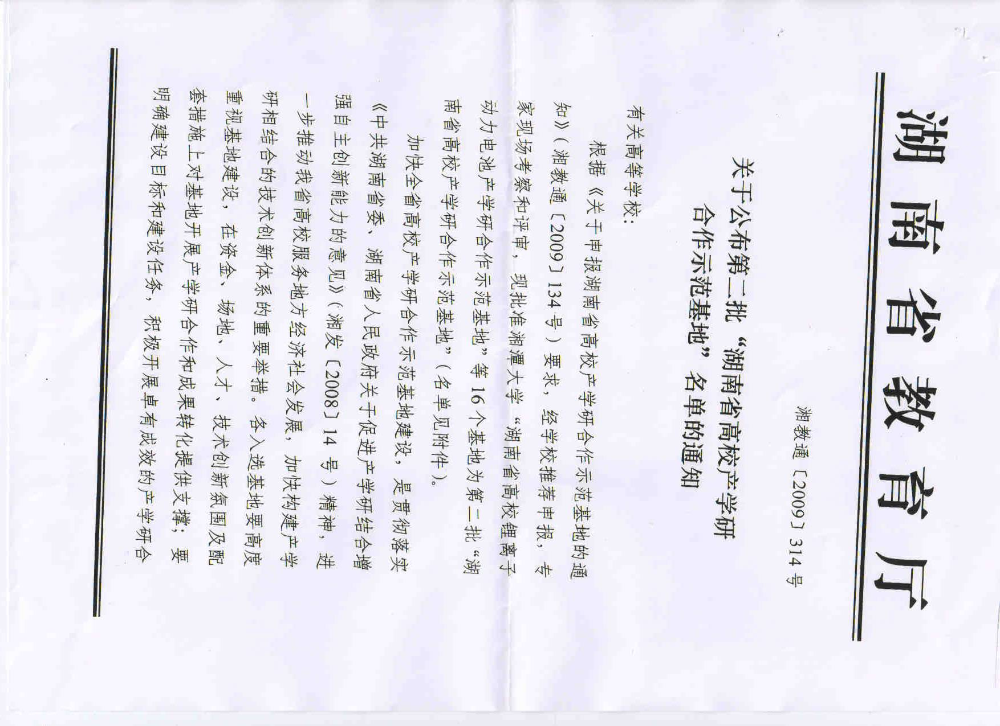 湖南省教育厅
湘教通〔2009〕314号
关于公布第二批“湖南省高校产学研
合作示范基地”名单的通知
有关高等学校：
根据《关于申报湖南省高校产学研合作示范基地的通
知》（湘教通〔2009〕134号）要求，经学校推荐申报，专
家现场考察和评审，现批准湘潭大学“湖南省高校锂离子
动力电池产学研合作示范基地”等16个基地为第二批“湖
南省高校产学研合作示范基地”（名单见附件）。
加快全省高校产学研合作示范基地建设，是贯彻落实
《中共湖南省委、湖南省人民政府关于促进产学研结合增
强自主创新能力的意见》（湘发〔2008〕14号）精神，进
一步推动我省高校服务地方经济社会发展，加快构建产学
研相结合的技术创新体系的重要举措。各入选基地要高度
重视基地建设，在资金、场地、人才、技术创新氛围及配
套措施上对基地开展产学研合作和成果转化提供支撑；要
明确建设目标和建设任务，积极开展卓有成效的产学研合